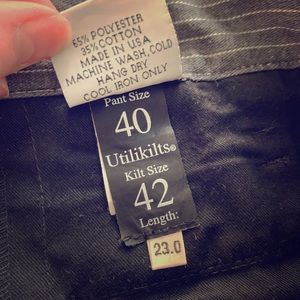 65% POLYESTER
35% COTTON
MADE IN USA
MACHINE WASH, COLD
HANG DRY
COOL IRON ONLY
Pant Size
40
Utilikilts®
Kilt Size
42
Length:
23.0